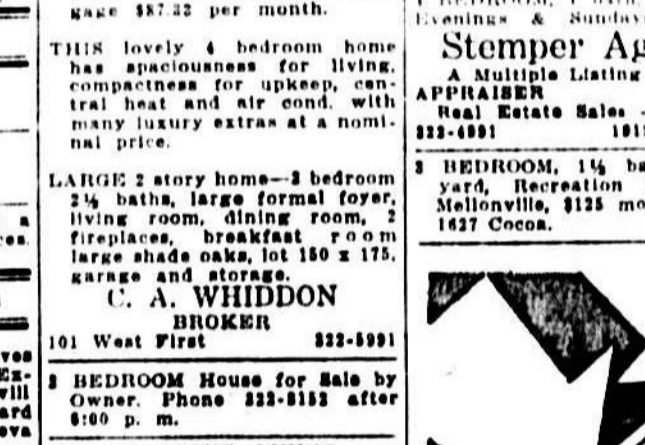 gage $87.32 per month.
THIS lovely 4 bedroom home
has spaciousness for living,
compactness for upkeep, cen-
tral heat and air cond. with
many luxury extras at a nomi-
nal price.
LARGE 2 story home—3 bedroom
2½ baths, large formal foyer,
living room, dining room, 2
fireplaces, breakfast room
large shade oaks, lot 150 x 175.
garage and storage.
C. A. WHIDDON
BROKER
101 West First 322-5991
3 BEDROOM House for Sale by
Owner. Phone 322-8152 after
6:00 p. m.
Evenings & Sunday
Stemper Ag
A Multiple Listing
APPRAISER
Real Estate Sales
322-4991 191
3 BEDROOM, 1½ ba
yard, Recreation
Mellonville, $125 mo
1627 Cocoa.